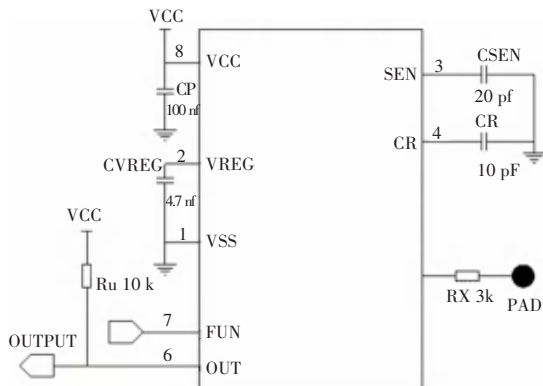 VCC
8
VCC
CP
100 nf
2
CVREG
VREG
4.7 nf
1
VSS
VCC
Ru 10 k
7
FUN
OUTPUT
6
OUT
CSEN
3
SEN
20 pf
CR
4
CR
10 pF
RX 3k
PAD